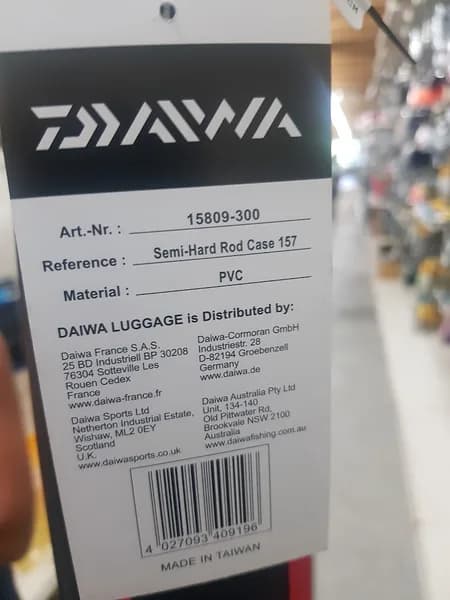 DAIWA
Art.-Nr. : 15809-300
Reference : Semi-Hard Rod Case 157
Material : PVC
DAIWA LUGGAGE is Distributed by:
Daiwa France S.A.S.
25 BD Industriell BP 30208
76304 Sotteville Les
Rouen Cedex
France
www.daiwa-france.fr
Daiwa-Cormoran GmbH
Industriestr. 28
D-82194 Groebenzell
Germany
www.daiwa.de
Daiwa Sports Ltd
Netherton Industrial Estate,
Wishaw, ML2 0EY
Scotland
U.K.
www.daiwasports.co.uk
Daiwa Australia Pty Ltd
Unit, 134-140
Old Pittwater Rd,
Brookvale NSW 2100
Australia
www.daiwafishing.com.au
4 027093 409196
MADE IN TAIWAN